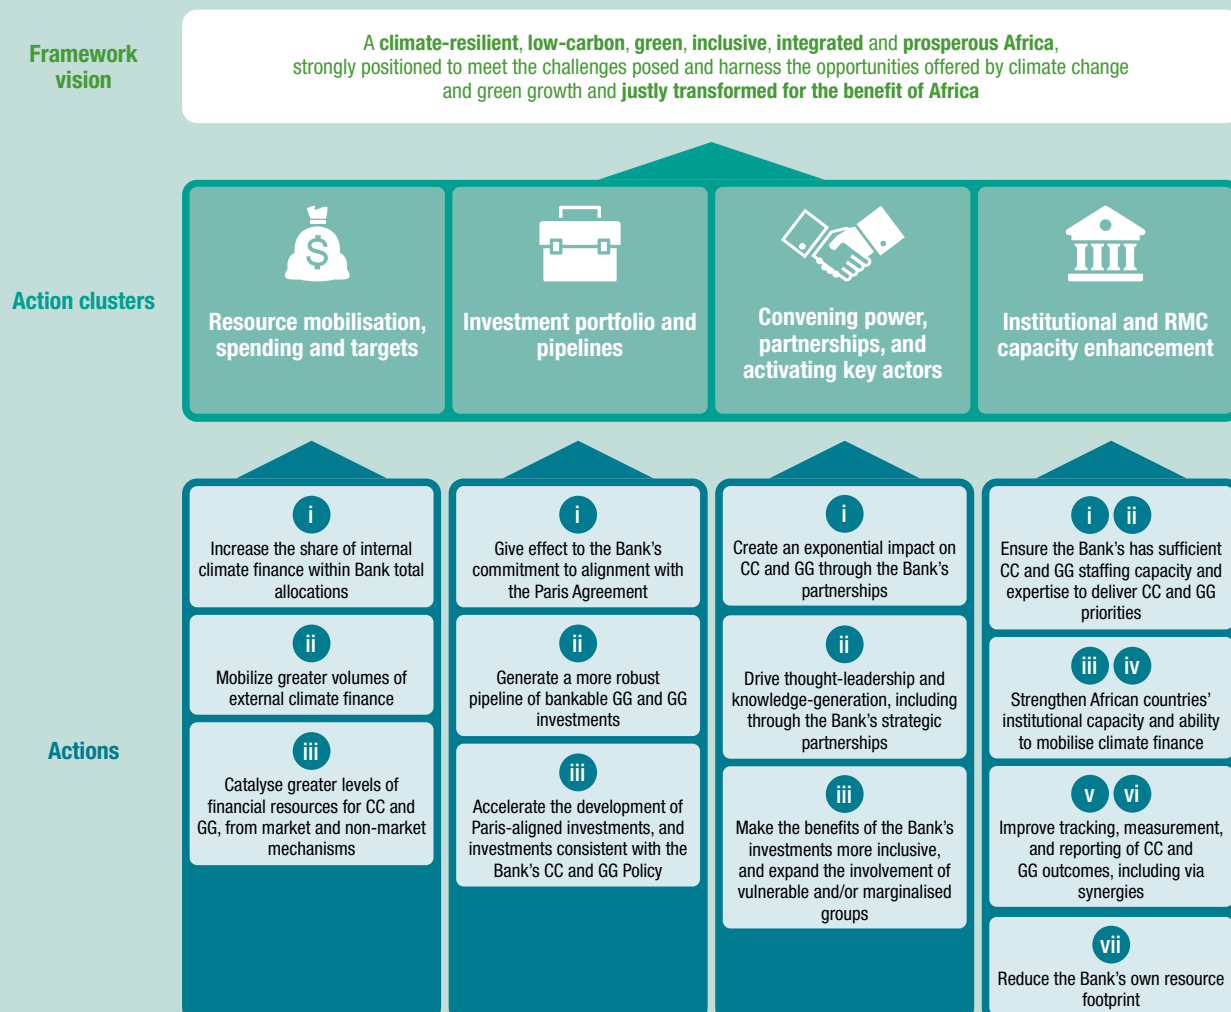 Framework
vision
A climate-resilient, low-carbon, green, inclusive, integrated and prosperous Africa,
strongly positioned to meet the challenges posed and harness the opportunities offered by climate change
and green growth and justly transformed for the benefit of Africa
Action clusters
$
Resource mobilisation,
spending and targets
Investment portfolio and
pipelines
Convening power,
partnerships, and
activating key actors
Institutional and RMC
capacity enhancement
Actions
i
Increase the share of internal
climate finance within Bank total
allocations
ii
Mobilize greater volumes of
external climate finance
iii
Catalyse greater levels of
financial resources for CC and
GG, from market and non-market
mechanisms
i
Give effect to the Bank's
commitment to alignment with
the Paris Agreement
ii
Generate a more robust
pipeline of bankable GG and GG
investments
iii
Accelerate the development of
Paris-aligned investments, and
investments consistent with the
Bank's CC and GG Policy
i
Create an exponential impact on
CC and GG through the Bank's
partnerships
ii
Drive thought-leadership and
knowledge-generation, including
through the Bank's strategic
partnerships
iii
Make the benefits of the Bank's
investments more inclusive,
and expand the involvement of
vulnerable and/or marginalised
groups
i ii
Ensure the Bank's has sufficient
CC and GG staffing capacity and
expertise to deliver CC and GG
priorities
iii iv
Strengthen African countries'
institutional capacity and ability
to mobilise climate finance
v vi
Improve tracking, measurement,
and reporting of CC and
GG outcomes, including via
synergies
vii
Reduce the Bank's own resource
footprint